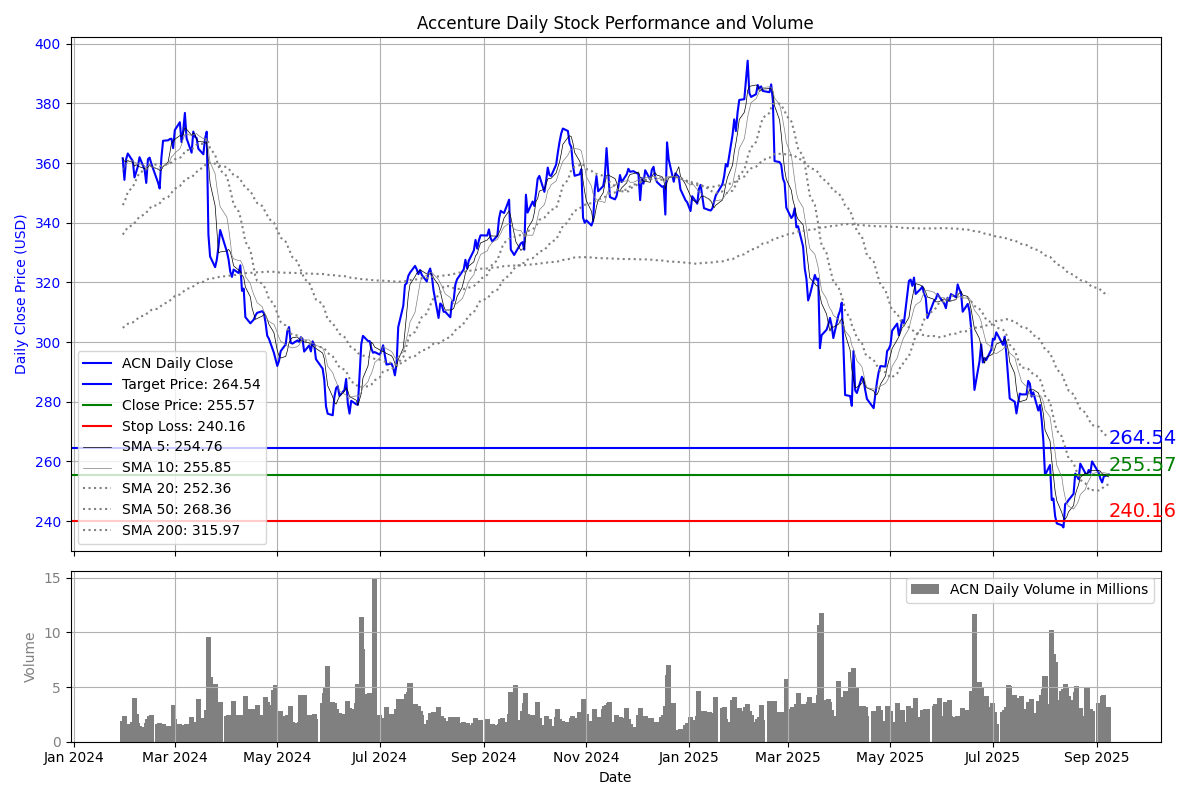 Accenture Daily Stock Performance and Volume
Daily Close Price (USD)
400
380
360
340
320
300
280
260
240
ACN Daily Close
Target Price: 264.54
Close Price: 255.57
Stop Loss: 240.16
SMA 5: 254.76
SMA 10: 255.85
SMA 20: 252.36
SMA 50: 268.36
SMA 200: 315.97
264.54
255.57
240.16
Volume
15
10
5
0
ACN Daily Volume in Millions
Jan 2024
Mar 2024
May 2024
Jul 2024
Sep 2024
Nov 2024
Jan 2025
Mar 2025
May 2025
Jul 2025
Sep 2025
Date